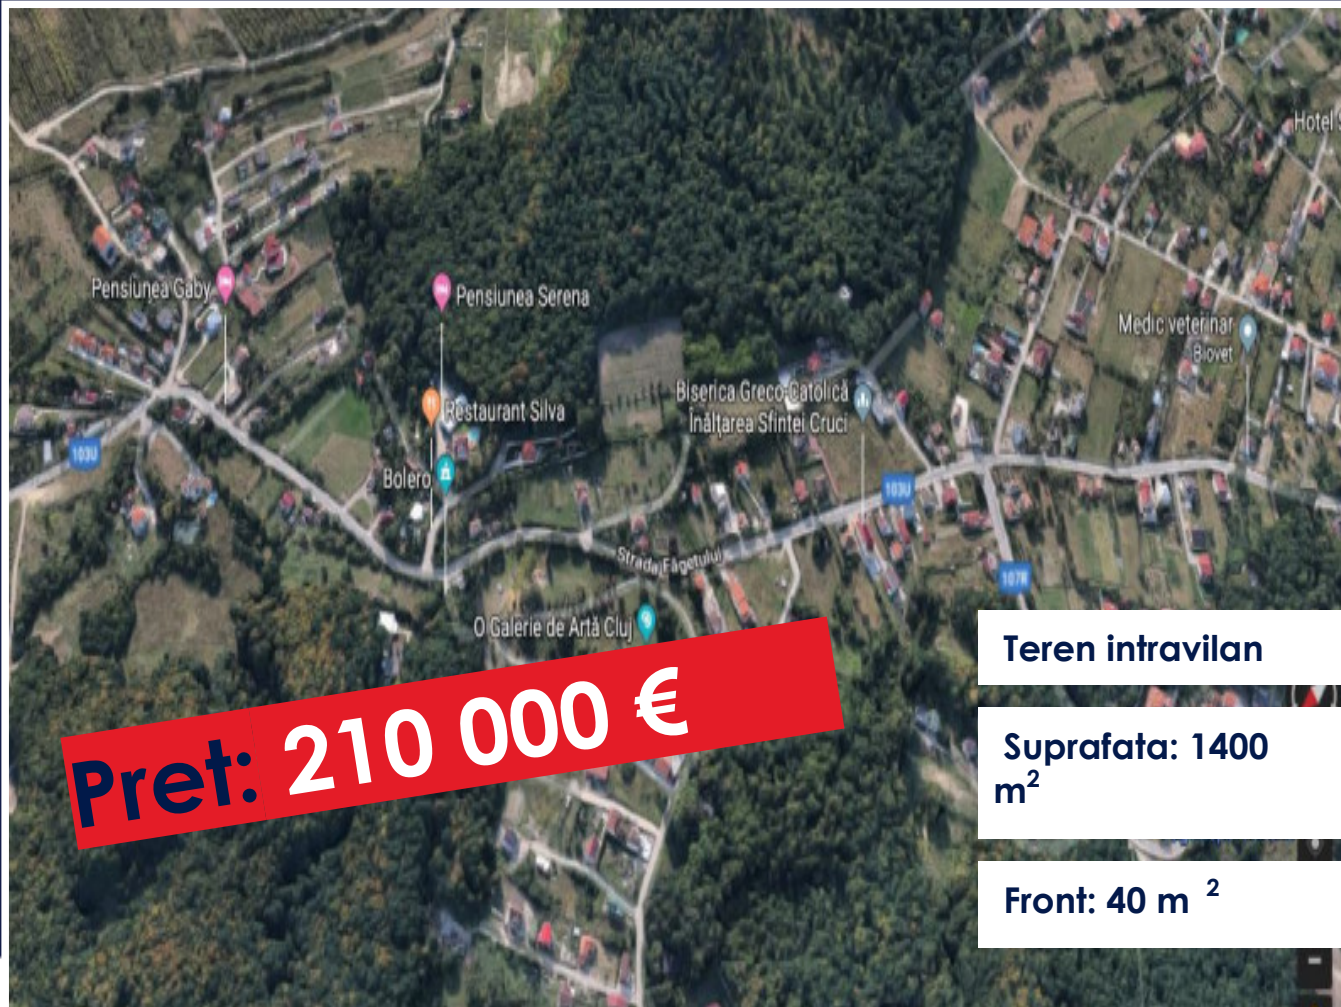 Hotel S
Pensiunea Gaby
Pensiunea Serena
Medic veterinar
Biovet
Biserica Greco-Catolică
Înălțarea Sfintei Cruci
Restaurant Silva
103U
Bolero
103U
Strada Făgetului
107R
O Galerie de Artă Cluj
Teren intravilan
Pret: 210 000 €
Suprafata: 1400
m²
Front: 40 m ²